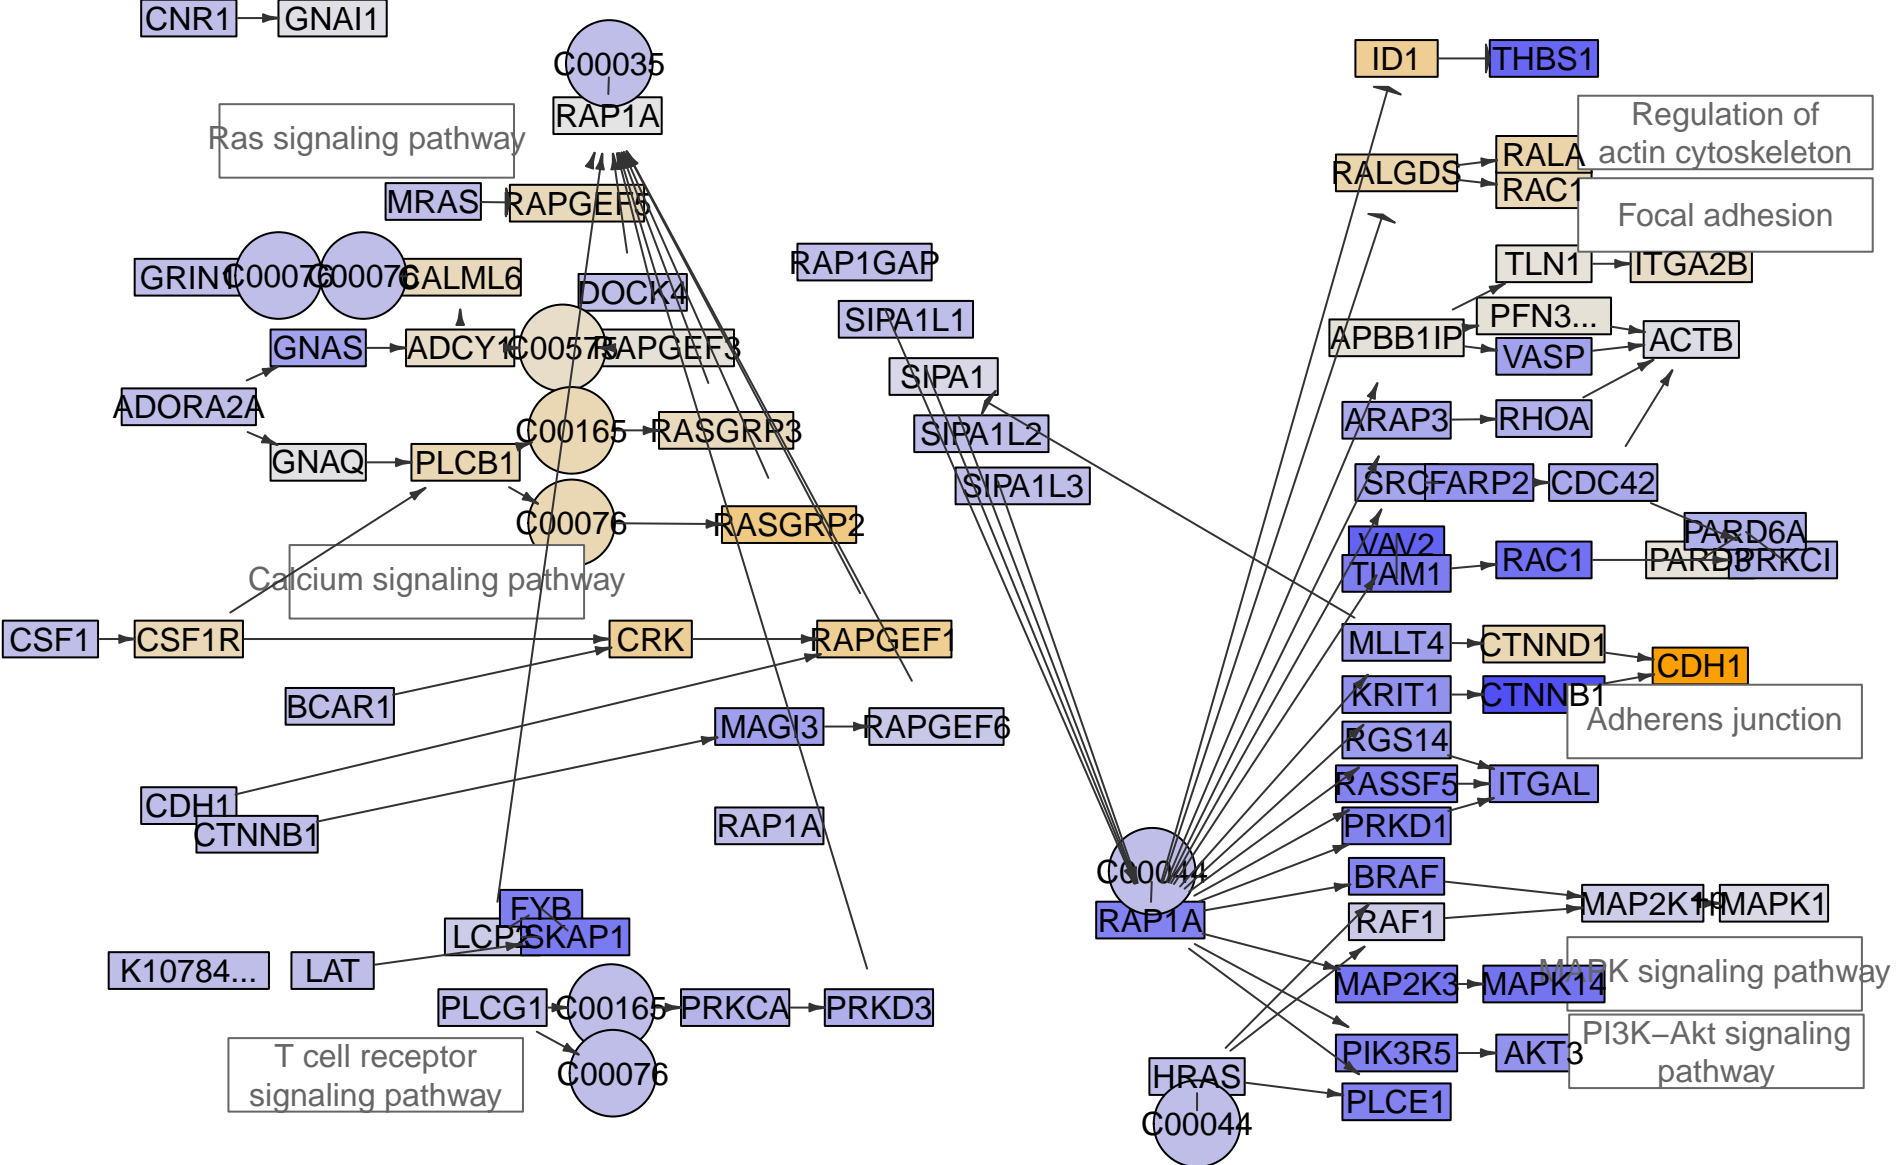 CNR1
GNAI1
C00035
RAP1A
ID1
THBS1
Ras signaling pathway
Regulation of
actin cytoskeleton
RALGDS
RALA
RAC1
Focal adhesion
MRAS
RAPGEF5
GRIN1
C00076
C00076
CALML6
DOCK4
RAP1GAP
TLN1
ITGA2B
SIPA1L1
PFN3...
APBB1IP
VASP
ACTB
GNAS
ADCY1
C00575
RAPGEF3
SIPA1
ADORA2A
C00165
RASGRP3
SIPA1L2
ARAP3
RHOA
GNAQ
PLCB1
SIPA1L3
SRC
FARP2
CDC42
C00076
RASGRP2
VAV2
TIAM1
RAC1
PARD6A
PARD3
PRKCI
Calcium signaling pathway
CSF1
CSF1R
CRK
RAPGEF1
MLLT4
CTNND1
CDH1
BCAR1
KRIT1
CTNNB1
Adherens junction
MAGI3
RAPGEF6
RGS14
RASSF5
ITGAL
CDH1
CTNNB1
RAP1A
PRKD1
C00044
RAP1A
BRAF
RAF1
MAP2K1
MAPK1
FYB
LCP2
SKAP1
K10784...
LAT
MAP2K3
MAPK14
MAPK signaling pathway
PLCG1
C00165
PRKCA
PRKD3
C00076
T cell receptor
signaling pathway
PIK3R5
AKT3
PI3K−Akt signaling
pathway
HRAS
C00044
PLCE1